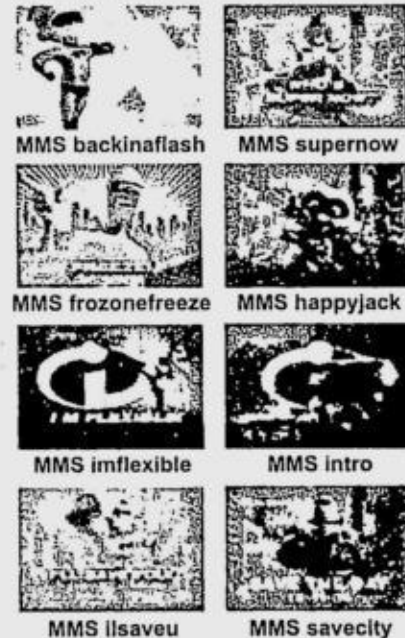 MMS backinaflash MMS supernow
MMS frozonefreeze MMS happyjack
MMS imflexible MMS intro
MMS ilsaveu MMS savecity